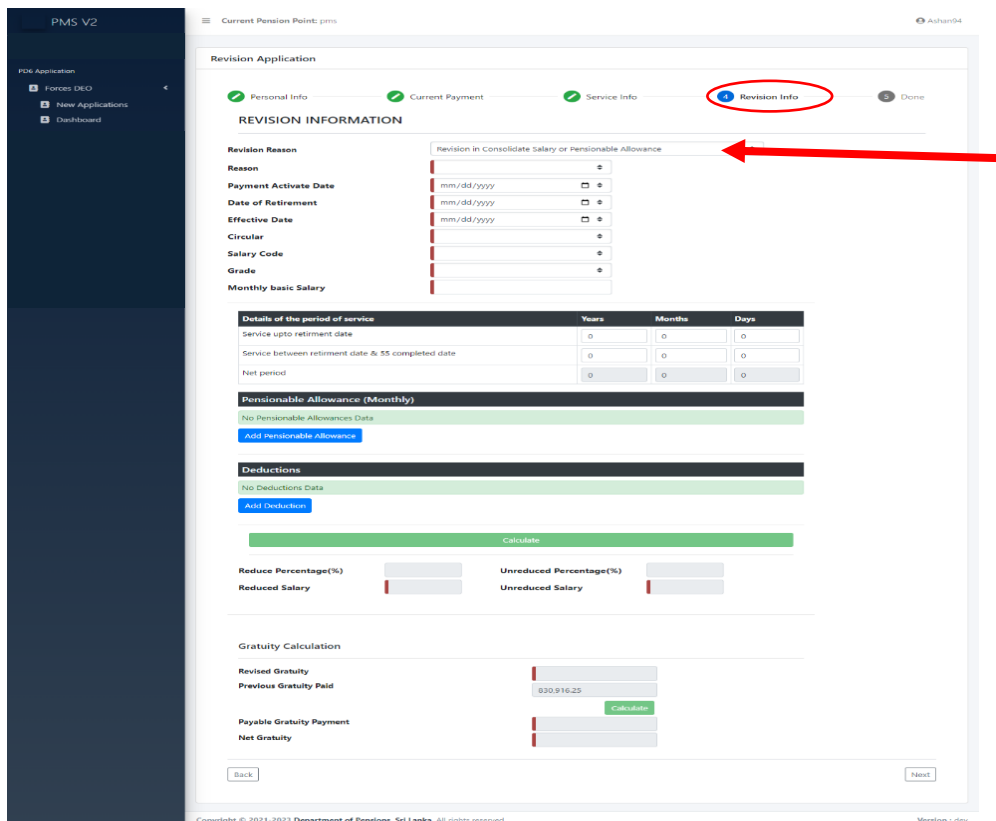 PMS V2
Current Pension Point: pms
Ashan94
PD6 Application
Forces DEO
New Applications
Dashboard
Revision Application
Personal Info
Current Payment
Service Info
4 Revision Info
5 Done
REVISION INFORMATION
Revision Reason Revision in Consolidate Salary or Pensionable Allowance
Reason
Payment Activate Date mm/dd/yyyy
Date of Retirement mm/dd/yyyy
Effective Date mm/dd/yyyy
Circular
Salary Code
Grade
Monthly basic Salary
Details of the period of service Years Months Days
Service upto retirment date 0 0 0
Service between retirment date & 55 completed date 0 0 0
Net period 0 0 0
Pensionable Allowance (Monthly)
No Pensionable Allowances Data
Add Pensionable Allowance
Deductions
No Deductions Data
Add Deduction
Calculate
Reduce Percentage(%) Unreduced Percentage(%)
Reduced Salary Unreduced Salary
Gratuity Calculation
Revised Gratuity
Previous Gratuity Paid 830,916.25
Calculate
Payable Gratuity Payment
Net Gratuity
Back Next
Copyright © 2021-2022 Department of Pensions, Sri Lanka. All rights reserved. Version : dev